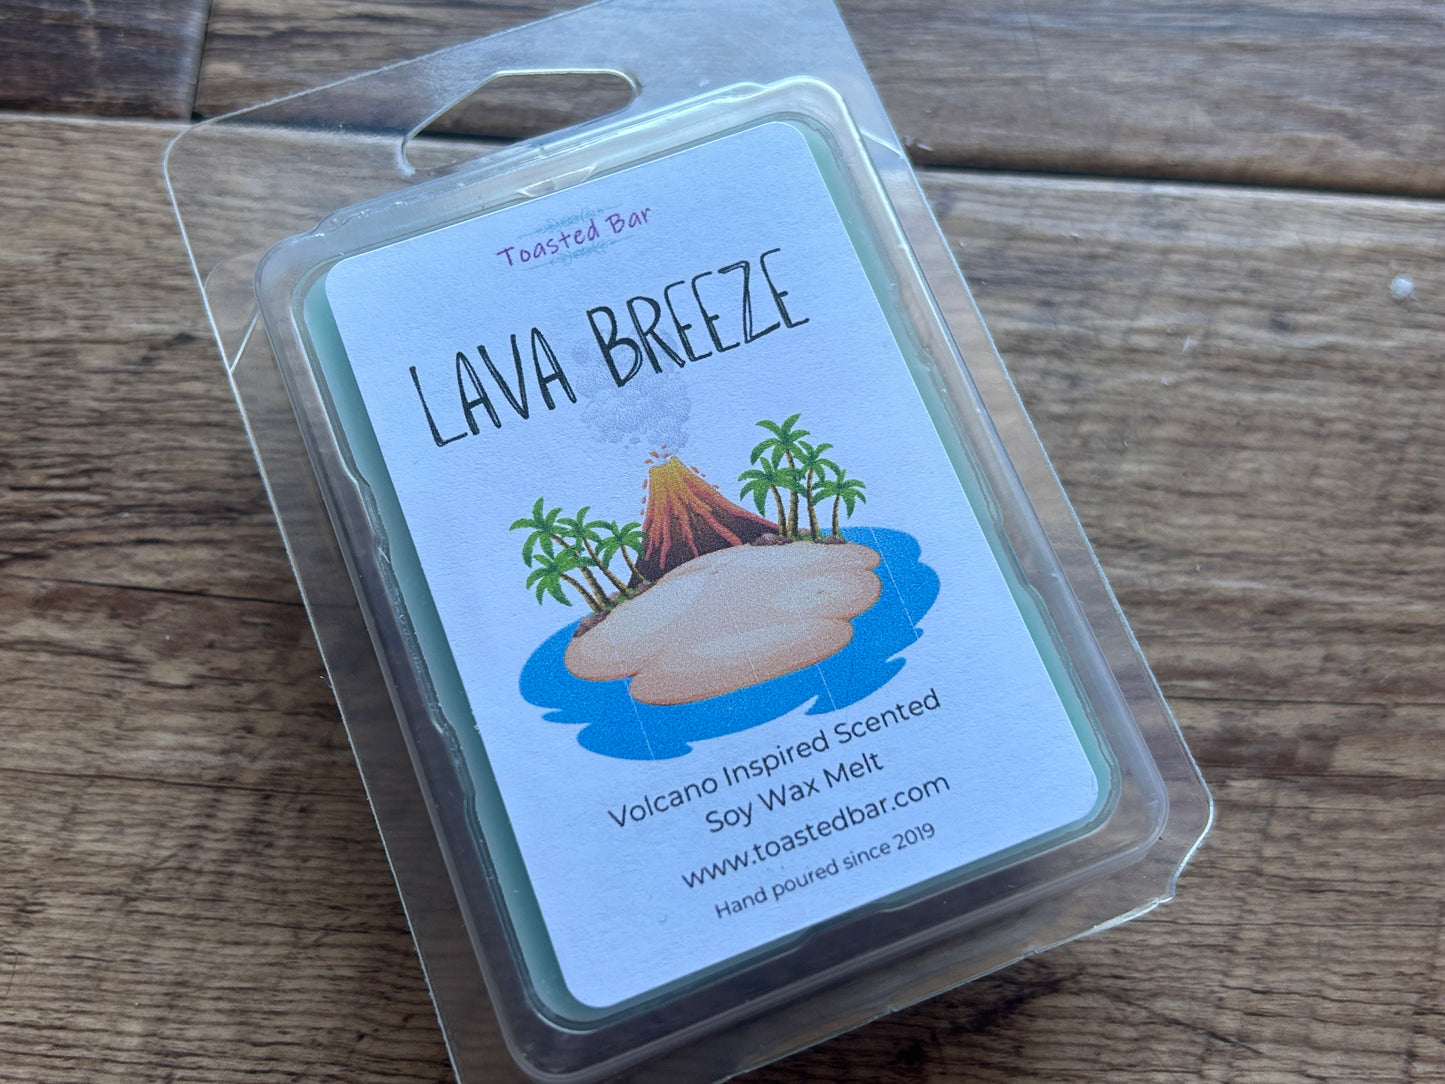 Toasted Bar
LAVA BREEZE
Volcano Inspired Scented
Soy Wax Melt
www.toastedbar.com
Hand poured since 2019